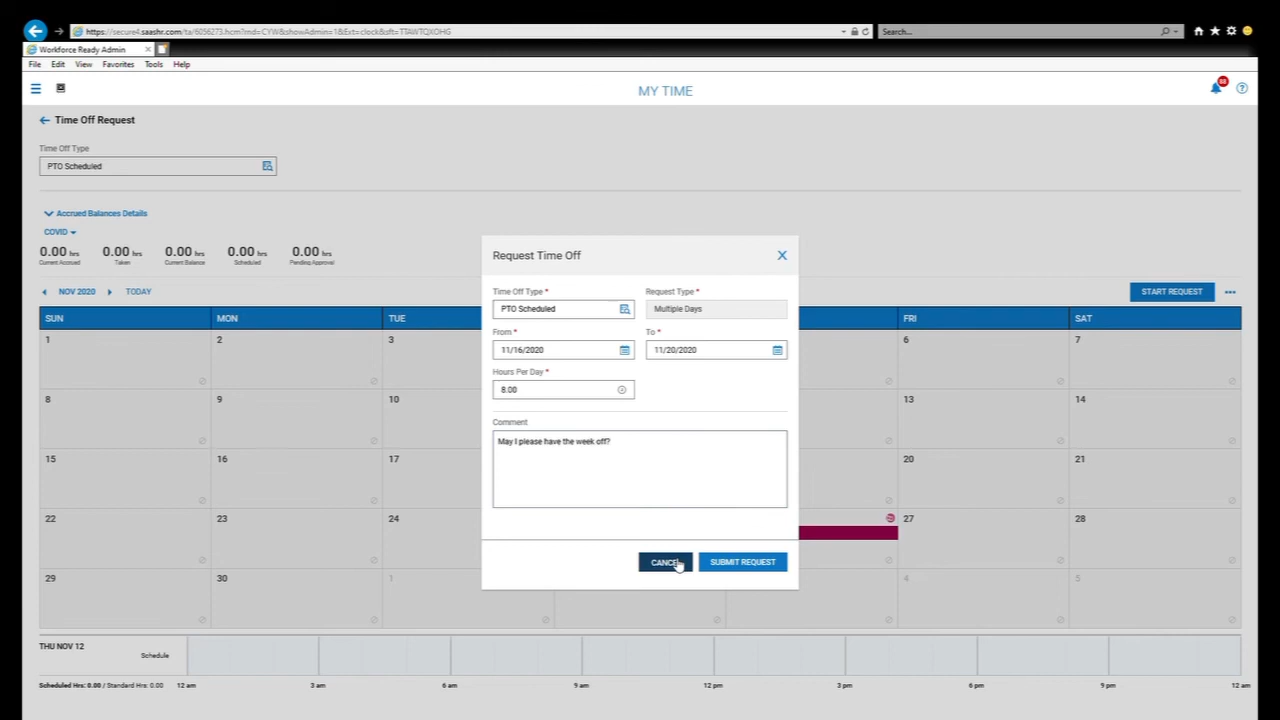 https://secure4.saashr.com/ta/6056273.hcm?rnd=CYW&showAdmin=1&Ext=clock&sft=TTAWTQXOHG
Search...
Workforce Ready Admin
File Edit View Favorites Tools Help
MY TIME
Time Off Request
Time Off Type
PTO Scheduled
Accrued Balances Details
COVID
0.00 hrs 0.00 hrs 0.00 hrs 0.00 hrs 0.00 hrs
Current Accrued Taken Current Balance Scheduled Pending Approval
NOV 2020 TODAY START REQUEST
SUN MON TUE FRI SAT
1 2 3 6 7
8 9 10 13 14
15 16 17 20 21
22 23 24 27 28
29 30 1 4 5
Request Time Off
Time Off Type * Request Type *
PTO Scheduled Multiple Days
From * To *
11/16/2020 11/20/2020
Hours Per Day *
8.00
Comment
May I please have the week off?
CANCEL SUBMIT REQUEST
THU NOV 12
Schedule
Scheduled Hrs: 0.00 / Standard Hrs: 0.00 12 am 3 am 6 am 9 am 12 pm 3 pm 6 pm 9 pm 12 am